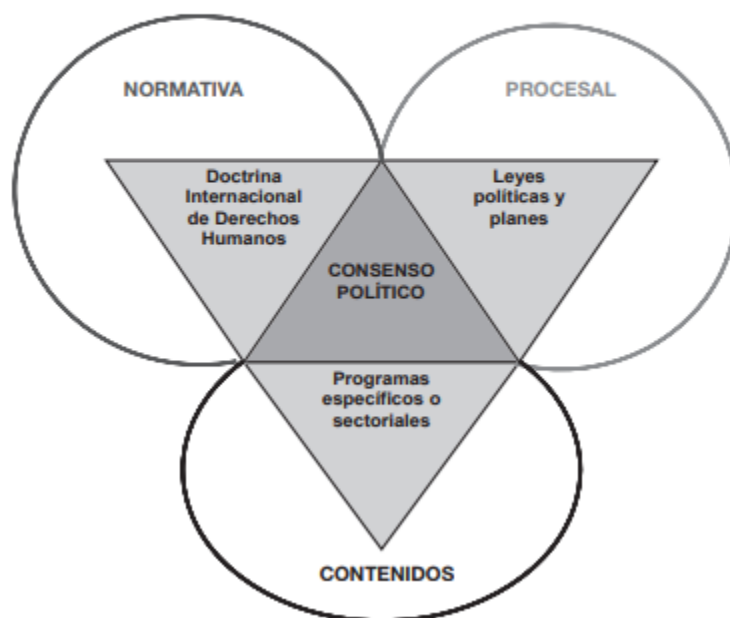 NORMATIVA
PROCESAL
Doctrina
Internacional
de Derechos
Humanos
Leyes
políticas y
planes
CONSENSO
POLÍTICO
Programas
específicos o
sectoriales
CONTENIDOS